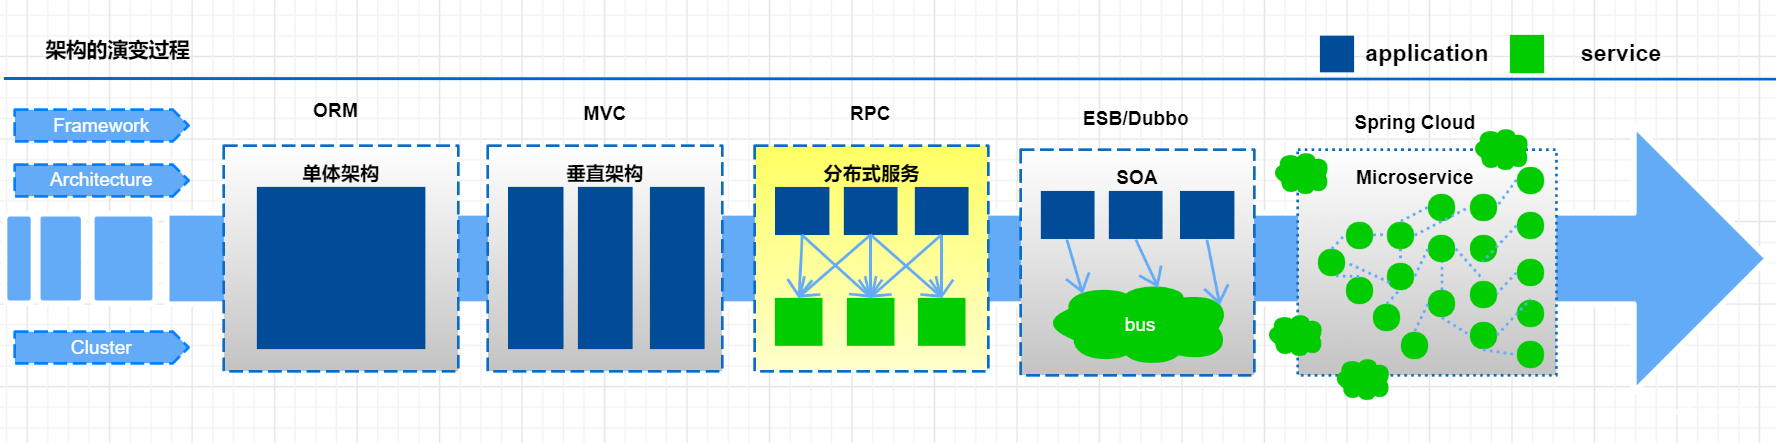 架构的演变过程
application
service
Framework
ORM
MVC
RPC
ESB/Dubbo
Spring Cloud
Architecture
单体架构
垂直架构
分布式服务
SOA
Microservice
bus
Cluster